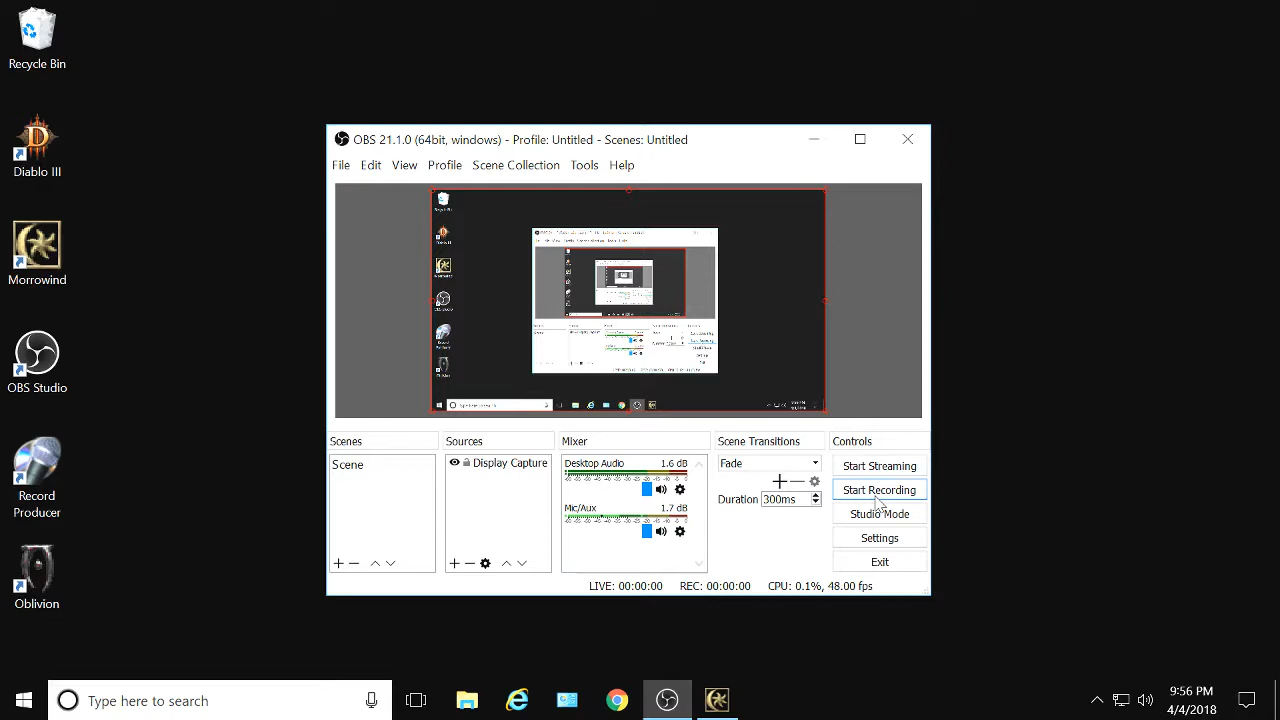 Recycle Bin
Diablo III
Morrowind
OBS Studio
Record
Producer
Oblivion
OBS 21.1.0 (64bit, windows) - Profile: Untitled - Scenes: Untitled
File Edit View Profile Scene Collection Tools Help
Scenes
Scene
Sources
Display Capture
Mixer
Desktop Audio 1.6 dB
Mic/Aux 1.7 dB
Scene Transitions
Fade
Duration 300ms
Controls
Start Streaming
Start Recording
Studio Mode
Settings
Exit
LIVE: 00:00:00 REC: 00:00:00 CPU: 0.1%, 48.00 fps
Type here to search
9:56 PM
4/4/2018